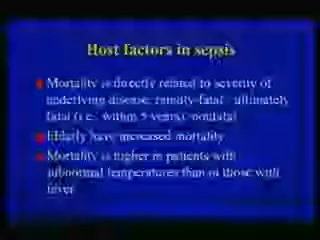 Host factors in sepsis
Mortality is directly related to severity of
underlying disease: rapidly fatal ultimately
fatal (i.e. within 5 years) nonfatal
Elderly have increased mortality
Mortality is higher in patients with
subnormal temperatures than in those with
fever